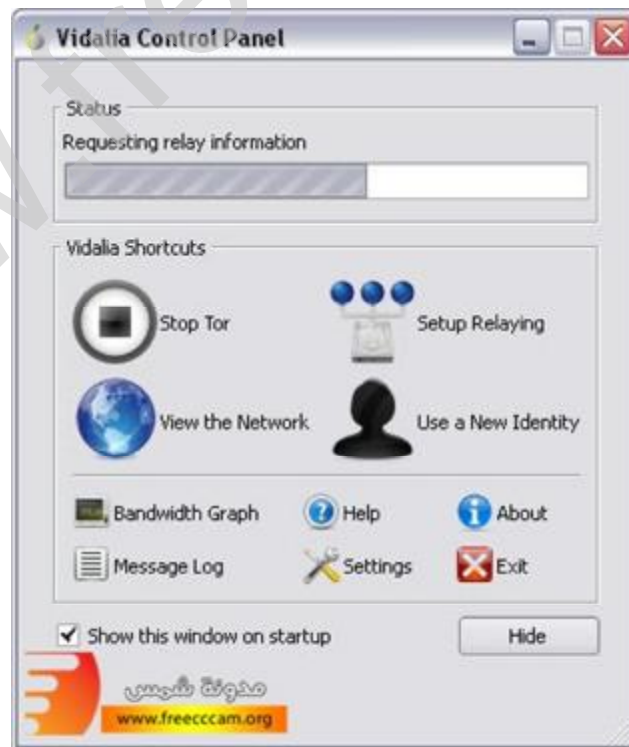 Vidalia Control Panel
Status
Requesting relay information
Vidalia Shortcuts
Stop Tor
Setup Relaying
View the Network
Use a New Identity
Bandwidth Graph
Help
About
Message Log
Settings
Exit
Show this window on startup
Hide
مدونة شمس
www.freecccam.org